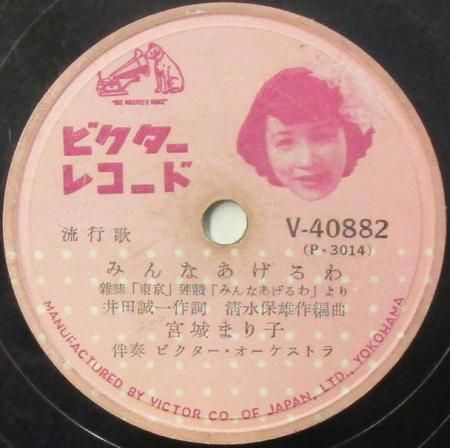 "HIS MASTER'S VOICE"
ビクター
レコード
流行歌
V-40882
(P・3014)
みんなあげるわ
雑誌「東京」連載「みんなあげるわ」より
井田誠一作詞 清水保雄作編曲
宮城まり子
伴奏 ビクター・オーケストラ
MANUFACTURED BY VICTOR CO. OF JAPAN, LTD., YOKOHAMA